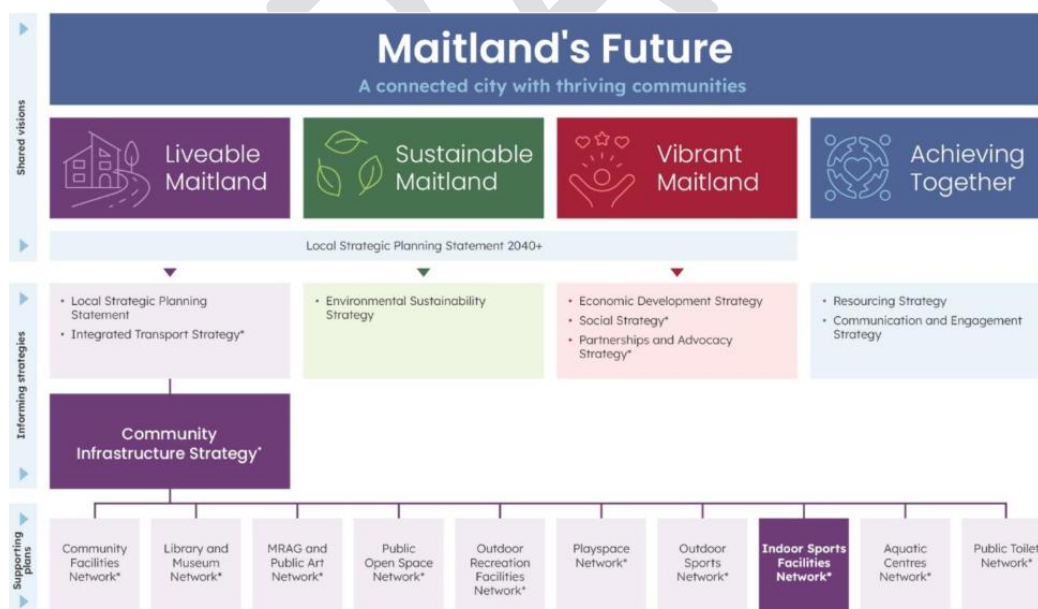 Maitland's Future
A connected city with thriving communities
Shared visions
Liveable
Maitland
Sustainable
Maitland
Vibrant
Maitland
Achieving
Together
Local Strategic Planning Statement 2040+
Informing strategies
• Local Strategic Planning
Statement
• Integrated Transport Strategy*
• Environmental Sustainability
Strategy
• Economic Development Strategy
• Social Strategy*
• Partnerships and Advocacy
Strategy*
• Resourcing Strategy
• Communication and Engagement
Strategy
Community
Infrastructure Strategy*
Supporting
plans
Community
Facilities
Network*
Library and
Museum
Network*
MRAG and
Public Art
Network*
Public
Open Space
Network*
Outdoor
Recreation
Facilities
Network*
Playspace
Network*
Outdoor
Sports
Network*
Indoor Sports
Facilities
Network*
Aquatic
Centres
Network*
Public Toilet
Network*